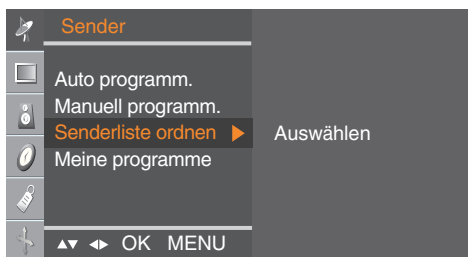 Sender
Auto programm.
Manuell programm.
Senderliste ordnen ▶ Auswählen
Meine programme
▲▼ ◀▶ OK MENU